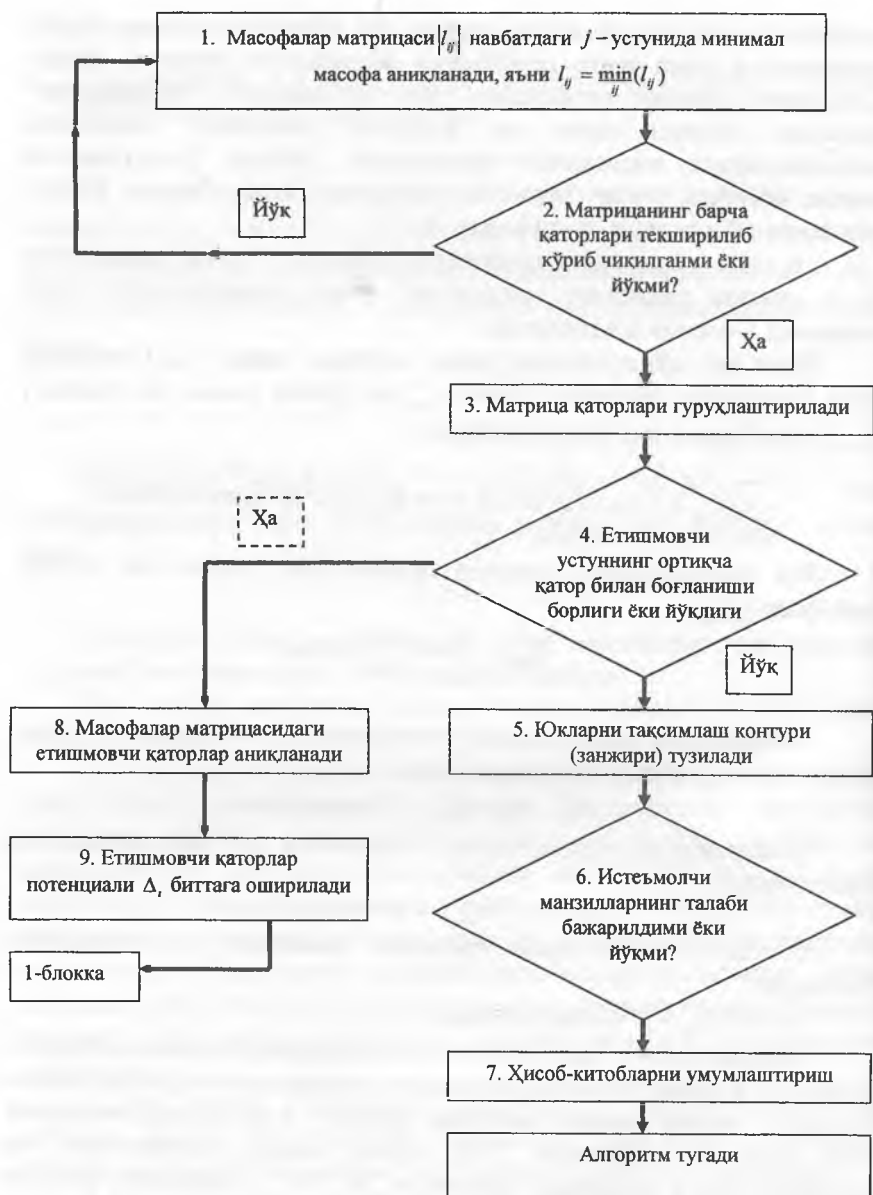 1. Масофалар матрицаси |l_ij| навбатдаги j – устунида минимал
масофа аниқланади, яъни l_ij = min_ij(l_ij)
Йўқ
2. Матрицанинг барча
қаторлари текширилиб
кўриб чиқилганми ёки
йўқми?
Ҳа
3. Матрица қаторлари гуруҳлаштирилади
Ҳа
4. Етишмовчи
устуннинг ортиқча
қатор билан боғланиши
борлиги ёки йўқлиги
Йўқ
8. Масофалар матрицасидаги
етишмовчи қаторлар аниқланади
5. Юкларни тақсимлаш контури
(занжири) тузилади
9. Етишмовчи қаторлар
потенциали Δ_i биттага оширилади
6. Истеъмолчи
манзилларнинг талаби
бажарилдими ёки
йўқми?
1-блокка
7. Ҳисоб-китобларни умумлаштириш
Алгоритм тугади